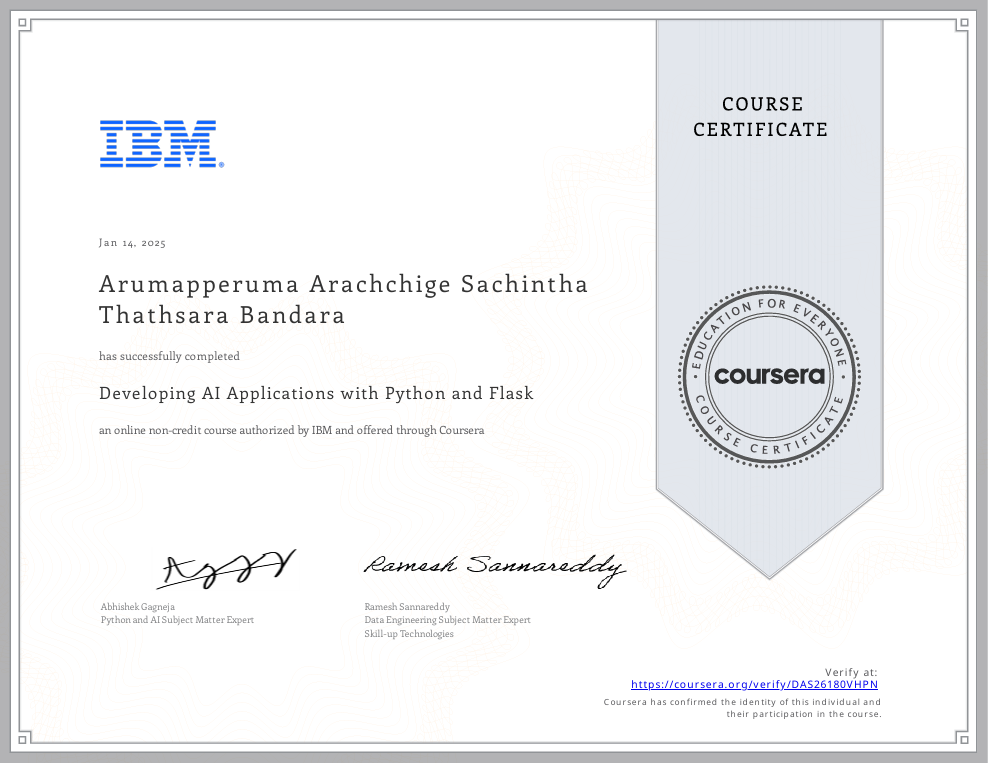 COURSE
CERTIFICATE
IBM®
Jan 14, 2025
Arumapperuma Arachchige Sachintha
Thathsara Bandara
has successfully completed
Developing AI Applications with Python and Flask
an online non-credit course authorized by IBM and offered through Coursera
EDUCATION FOR EVERYONE
coursera
COURSE CERTIFICATE
Ramesh Sannareddy
Abhishek Gagneja
Python and AI Subject Matter Expert
Ramesh Sannareddy
Data Engineering Subject Matter Expert
Skill-up Technologies
Verify at:
https://coursera.org/verify/DAS26180VHPN
Coursera has confirmed the identity of this individual and
their participation in the course.